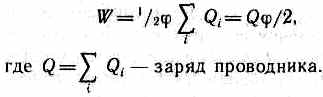 W = ¹/₂φ ∑ᵢ Qᵢ = Qφ/2,
где Q = ∑ᵢ Qᵢ — заряд проводника.